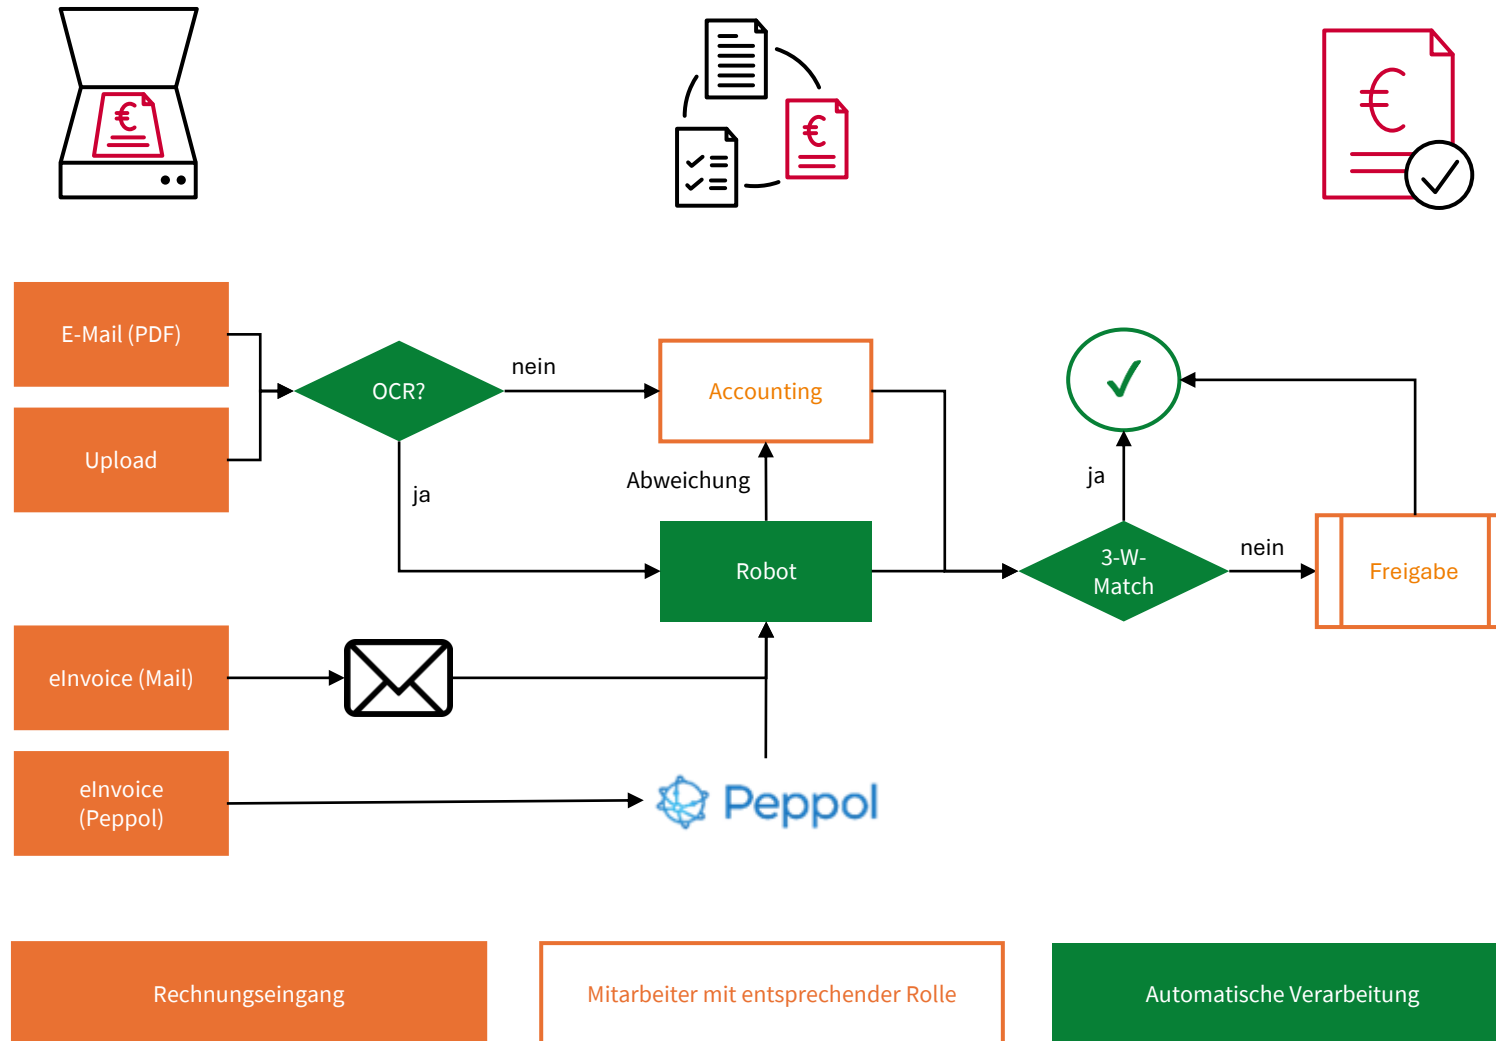 €
€
€
E-Mail (PDF)
Upload
OCR?
nein
ja
Accounting
Abweichung
Robot
ja
3-W-
Match
nein
Freigabe
eInvoice (Mail)
eInvoice
(Peppol)
Peppol
Rechnungseingang
Mitarbeiter mit entsprechender Rolle
Automatische Verarbeitung